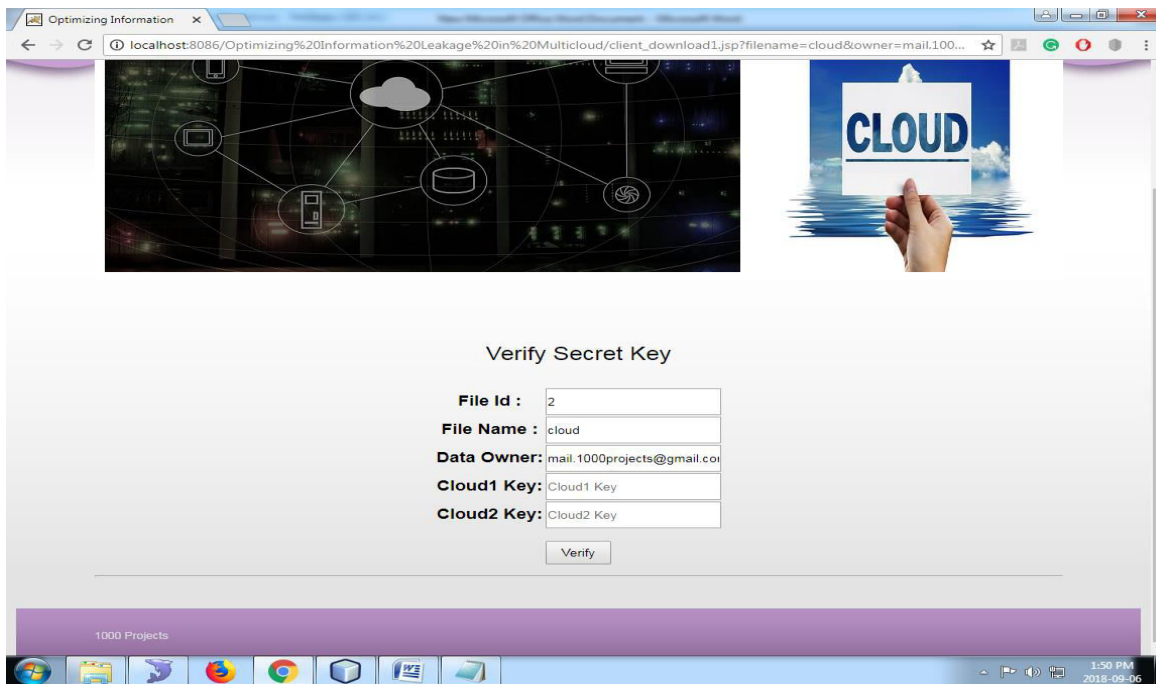 Optimizing Information
localhost:8086/Optimizing%20Information%20Leakage%20in%20Multicloud/client_download1.jsp?filename=cloud&owner=mail.100...
CLOUD
Verify Secret Key
File Id : 2
File Name : cloud
Data Owner: mail.1000projects@gmail.co
Cloud1 Key: Cloud1 Key
Cloud2 Key: Cloud2 Key
Verify
1000 Projects
1:50 PM
2018-09-06